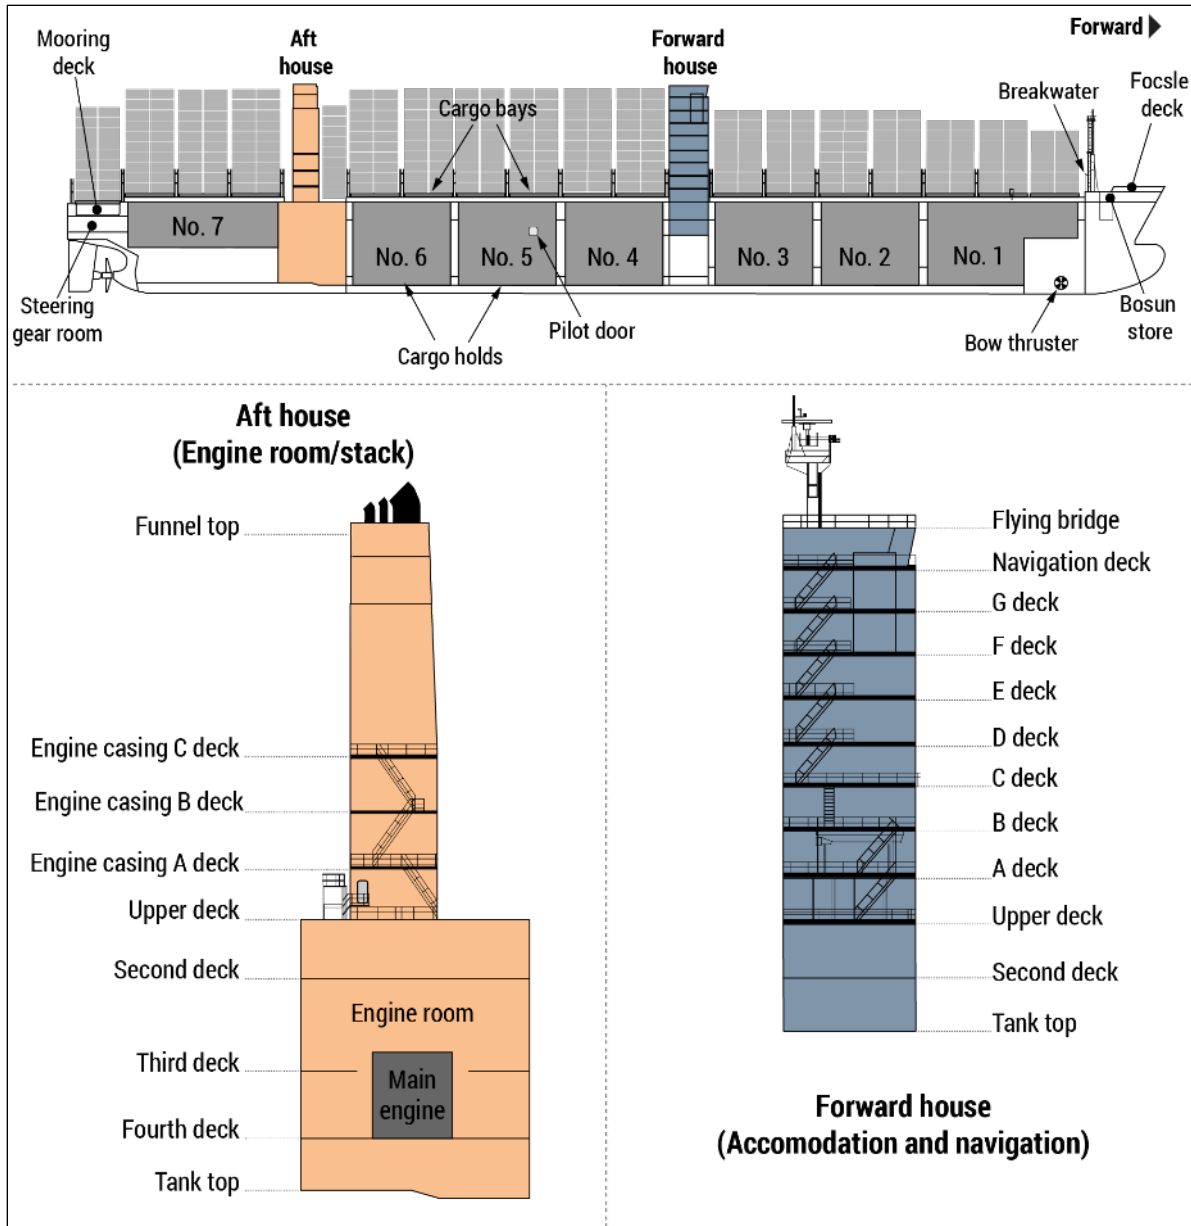 Forward
Mooring
deck
Aft
house
Forward
house
Breakwater
Focsle
deck
Cargo bays
No. 7
No. 6
No. 5
No. 4
No. 3
No. 2
No. 1
Steering
gear room
Cargo holds
Pilot door
Bow thruster
Bosun
store
Aft house
(Engine room/stack)
Funnel top
Engine casing C deck
Engine casing B deck
Engine casing A deck
Upper deck
Second deck
Engine room
Third deck
Main
engine
Fourth deck
Tank top
Flying bridge
Navigation deck
G deck
F deck
E deck
D deck
C deck
B deck
A deck
Upper deck
Second deck
Tank top
Forward house
(Accomodation and navigation)